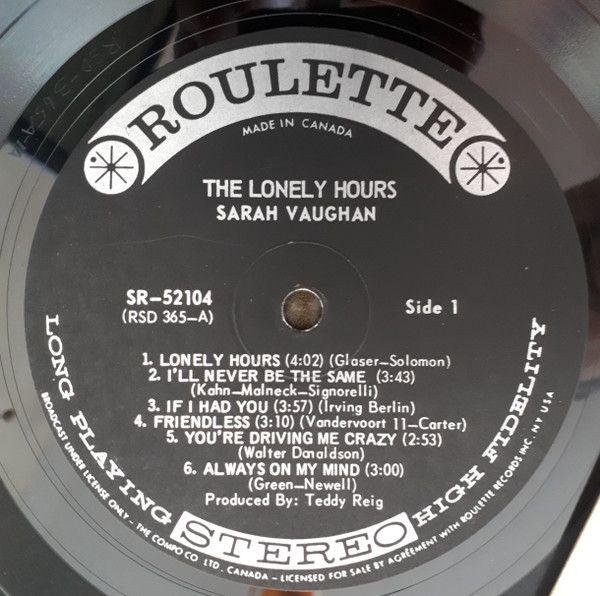 ROULETTE
MADE IN CANADA
THE LONELY HOURS
SARAH VAUGHAN
SR-52104
(RSD 365-A)
Side 1
1. LONELY HOURS (4:02) (Glaser-Solomon)
2. I'LL NEVER BE THE SAME (3:43)
(Kahn-Malneck-Signorelli)
3. IF I HAD YOU (3:57) (Irving Berlin)
4. FRIENDLESS (3:10) (Vandervoort 11-Carter)
5. YOU'RE DRIVING ME CRAZY (2:53)
(Walter Donaldson)
6. ALWAYS ON MY MIND (3:00)
(Green-Newell)
Produced By: Teddy Reig
LONG PLAYING STEREO HIGH FIDELITY
BROADCAST UNDER LICENSE ONLY - THE COMPO CO LTD. CANADA - LICENSED FOR SALE BY AGREEMENT WITH ROULETTE RECORDS INC. NY USA